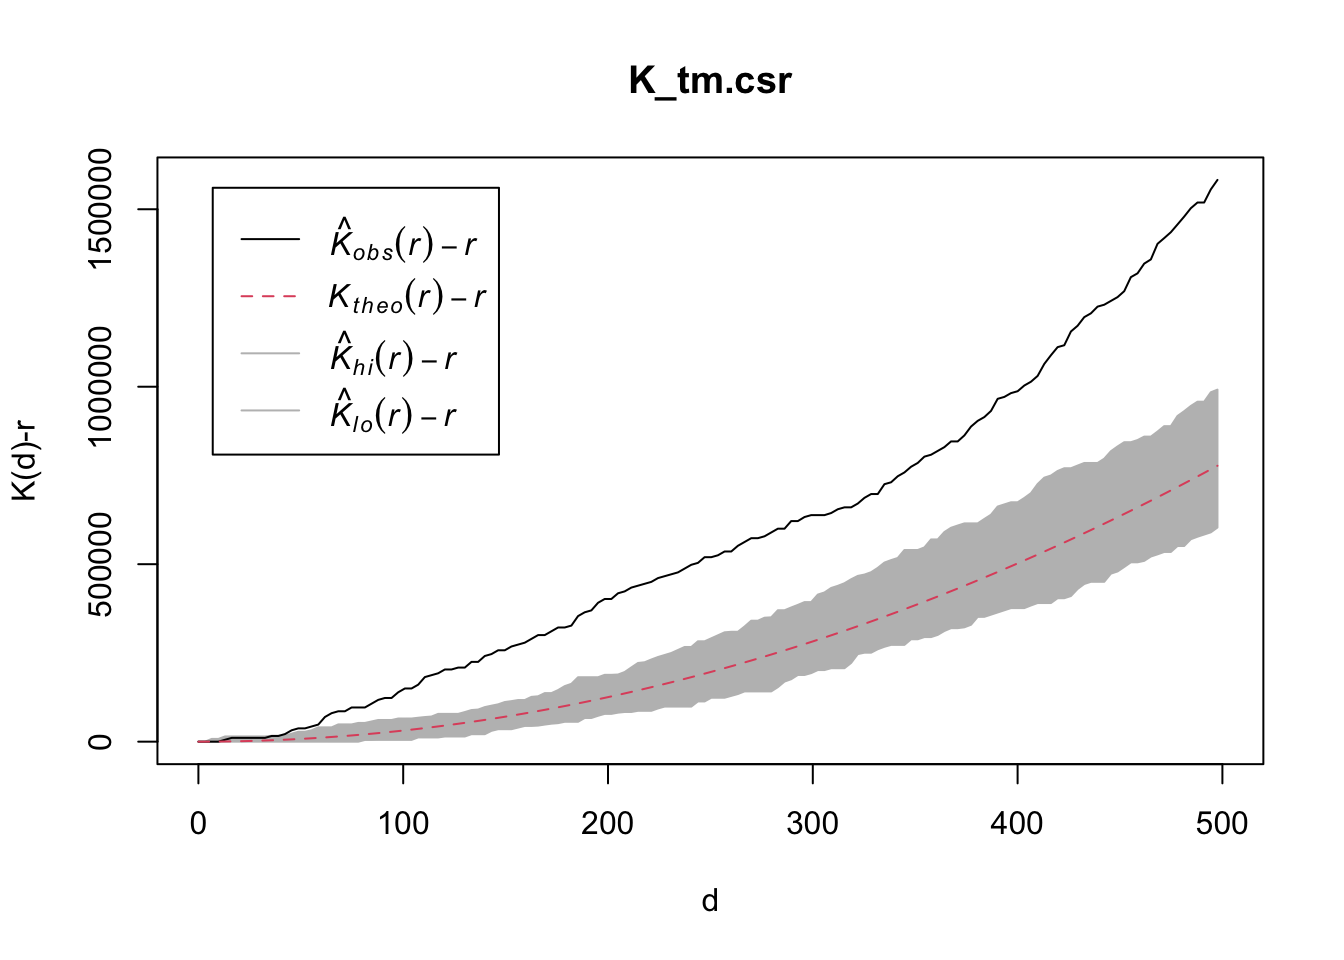 K_tm.csr
K(d)-r
1500000
1000000
500000
0
K̂obs(r) − r
Ktheo(r) − r
K̂hi(r) − r
K̂lo(r) − r
0 100 200 300 400 500
d